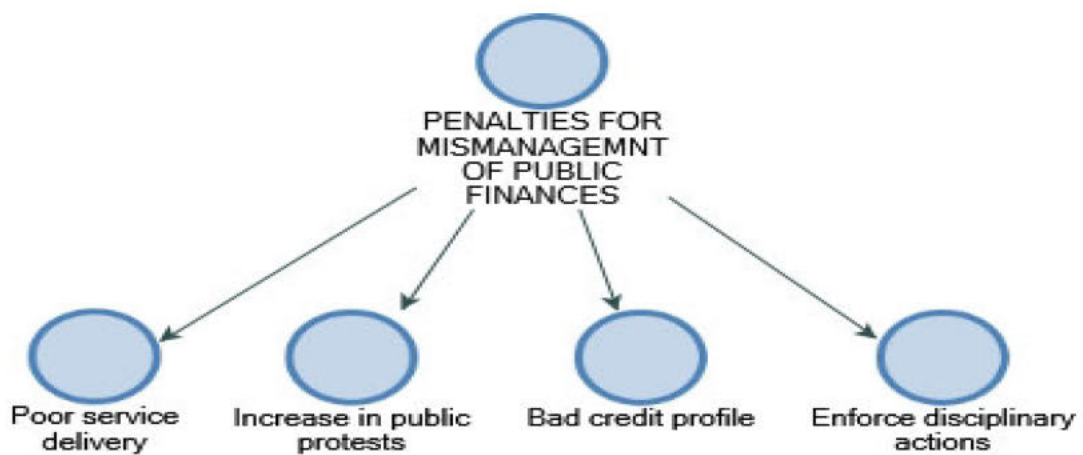 PENALTIES FOR
MISMANAGEMNT
OF PUBLIC
FINANCES
Poor service
delivery
Increase in public
protests
Bad credit profile
Enforce disciplinary
actions